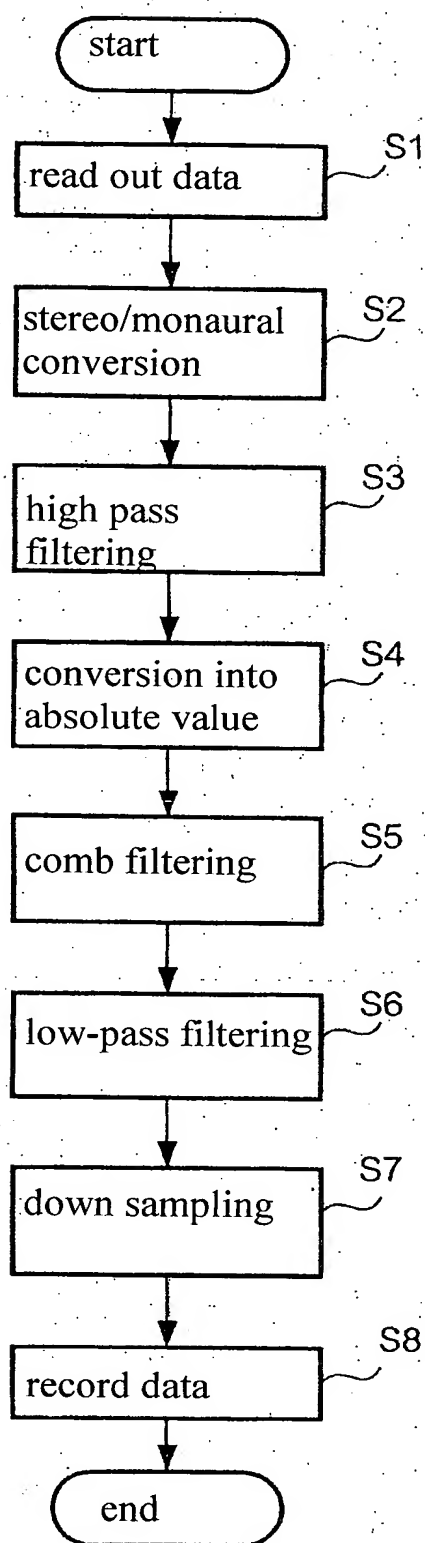 start
read out data
S1
stereo/monaural
conversion
S2
high pass
filtering
S3
conversion into
absolute value
S4
comb filtering
S5
low-pass filtering
S6
down sampling
S7
record data
S8
end